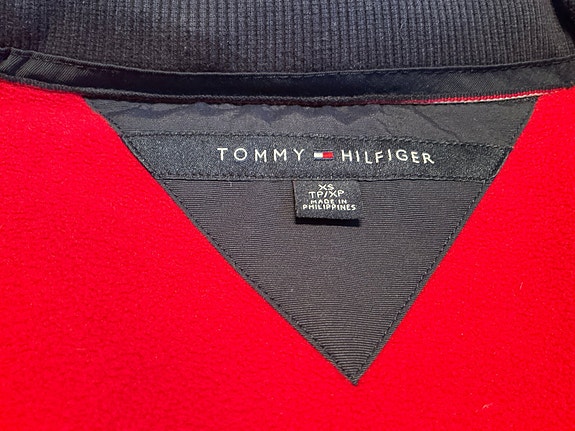 TOMMY HILFIGER
XS
TP/XP
MADE IN
PHILIPPINES